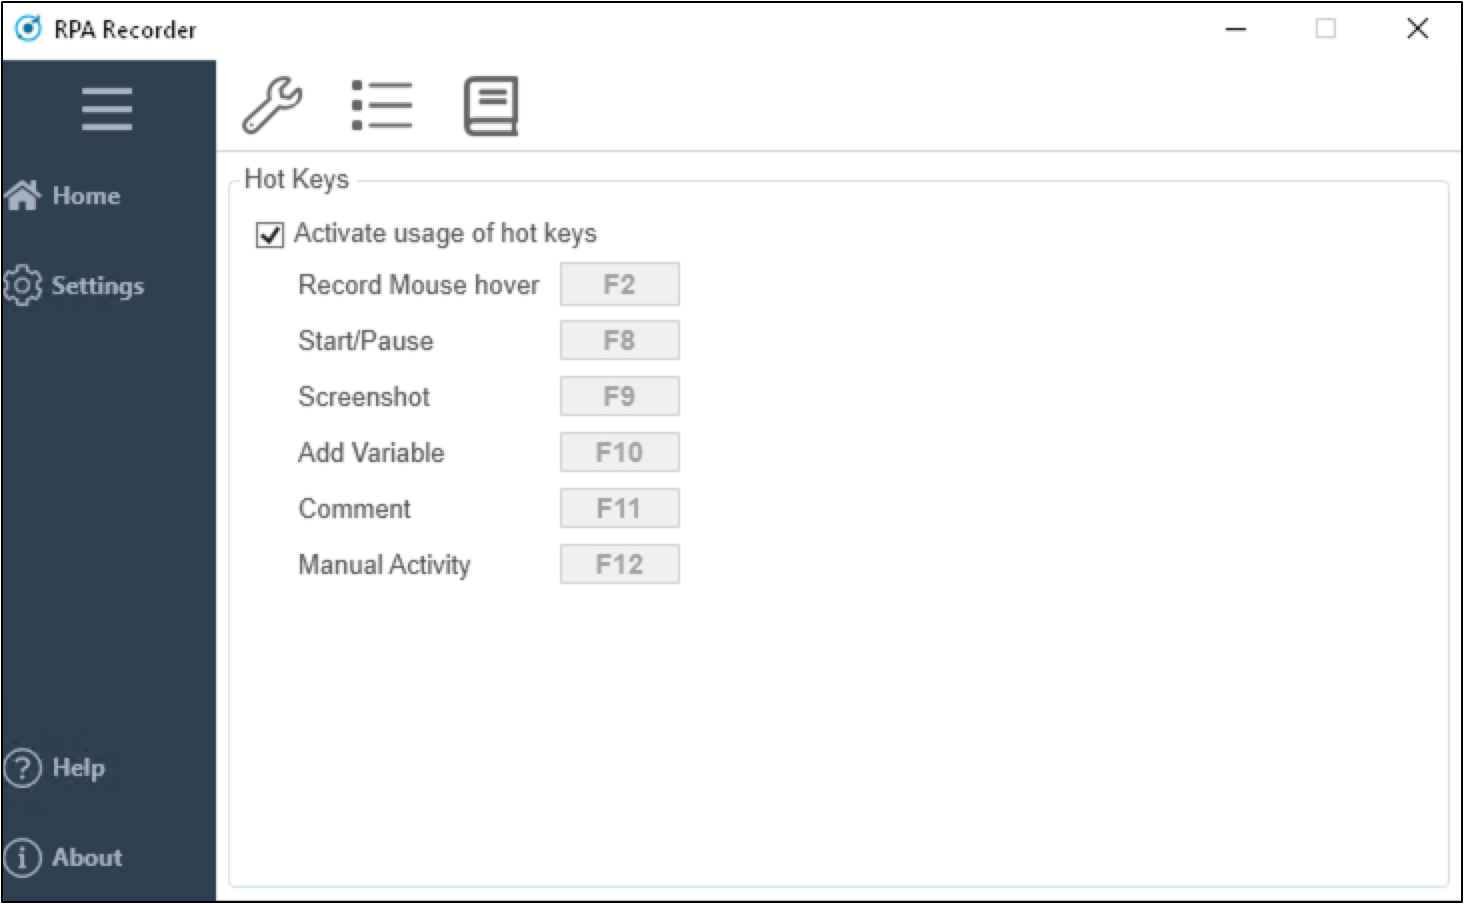 RPA Recorder
Home
Settings
Help
About
Hot Keys
Activate usage of hot keys
Record Mouse hover F2
Start/Pause F8
Screenshot F9
Add Variable F10
Comment F11
Manual Activity F12